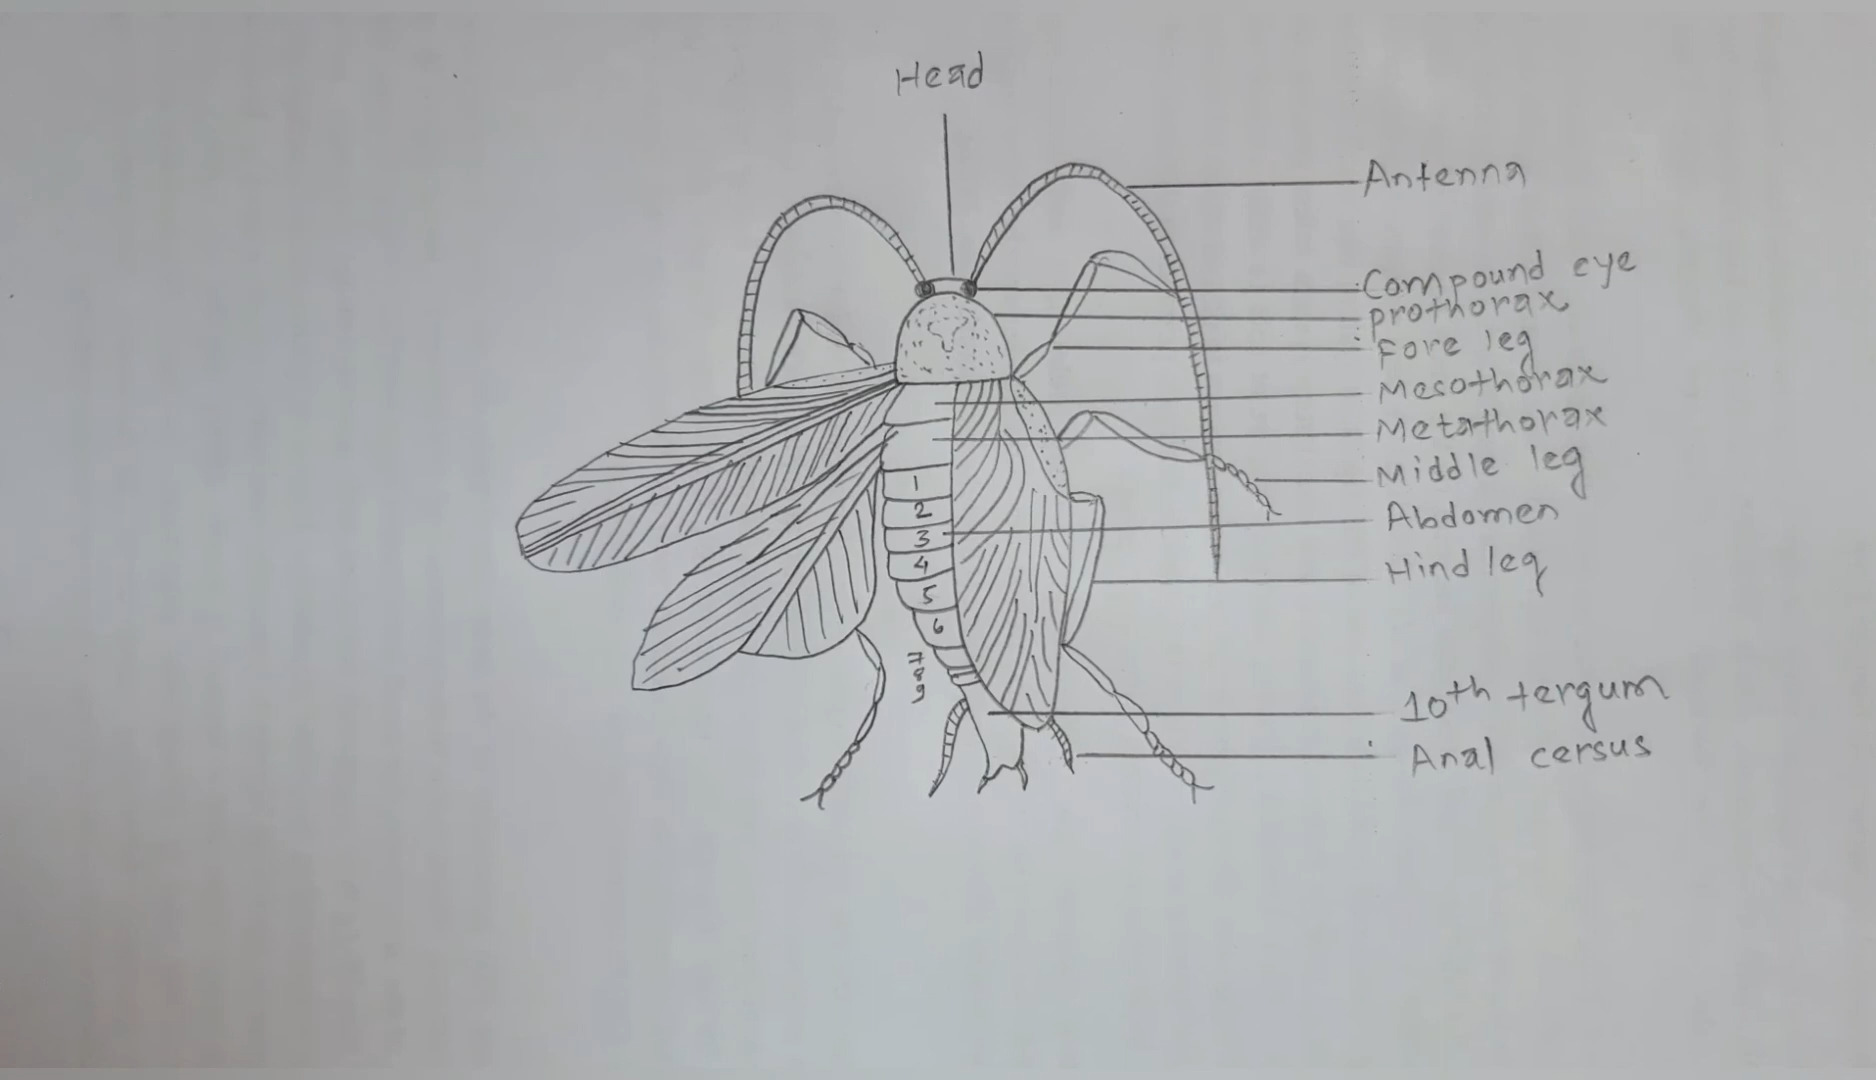 Head
Antenna
Compound eye
prothorax
Fore leg
Mesothorax
Metathorax
Middle leg
Abdomen
Hind leg
10th tergum
Anal cersus
1
2
3
4
5
6
7
8
9